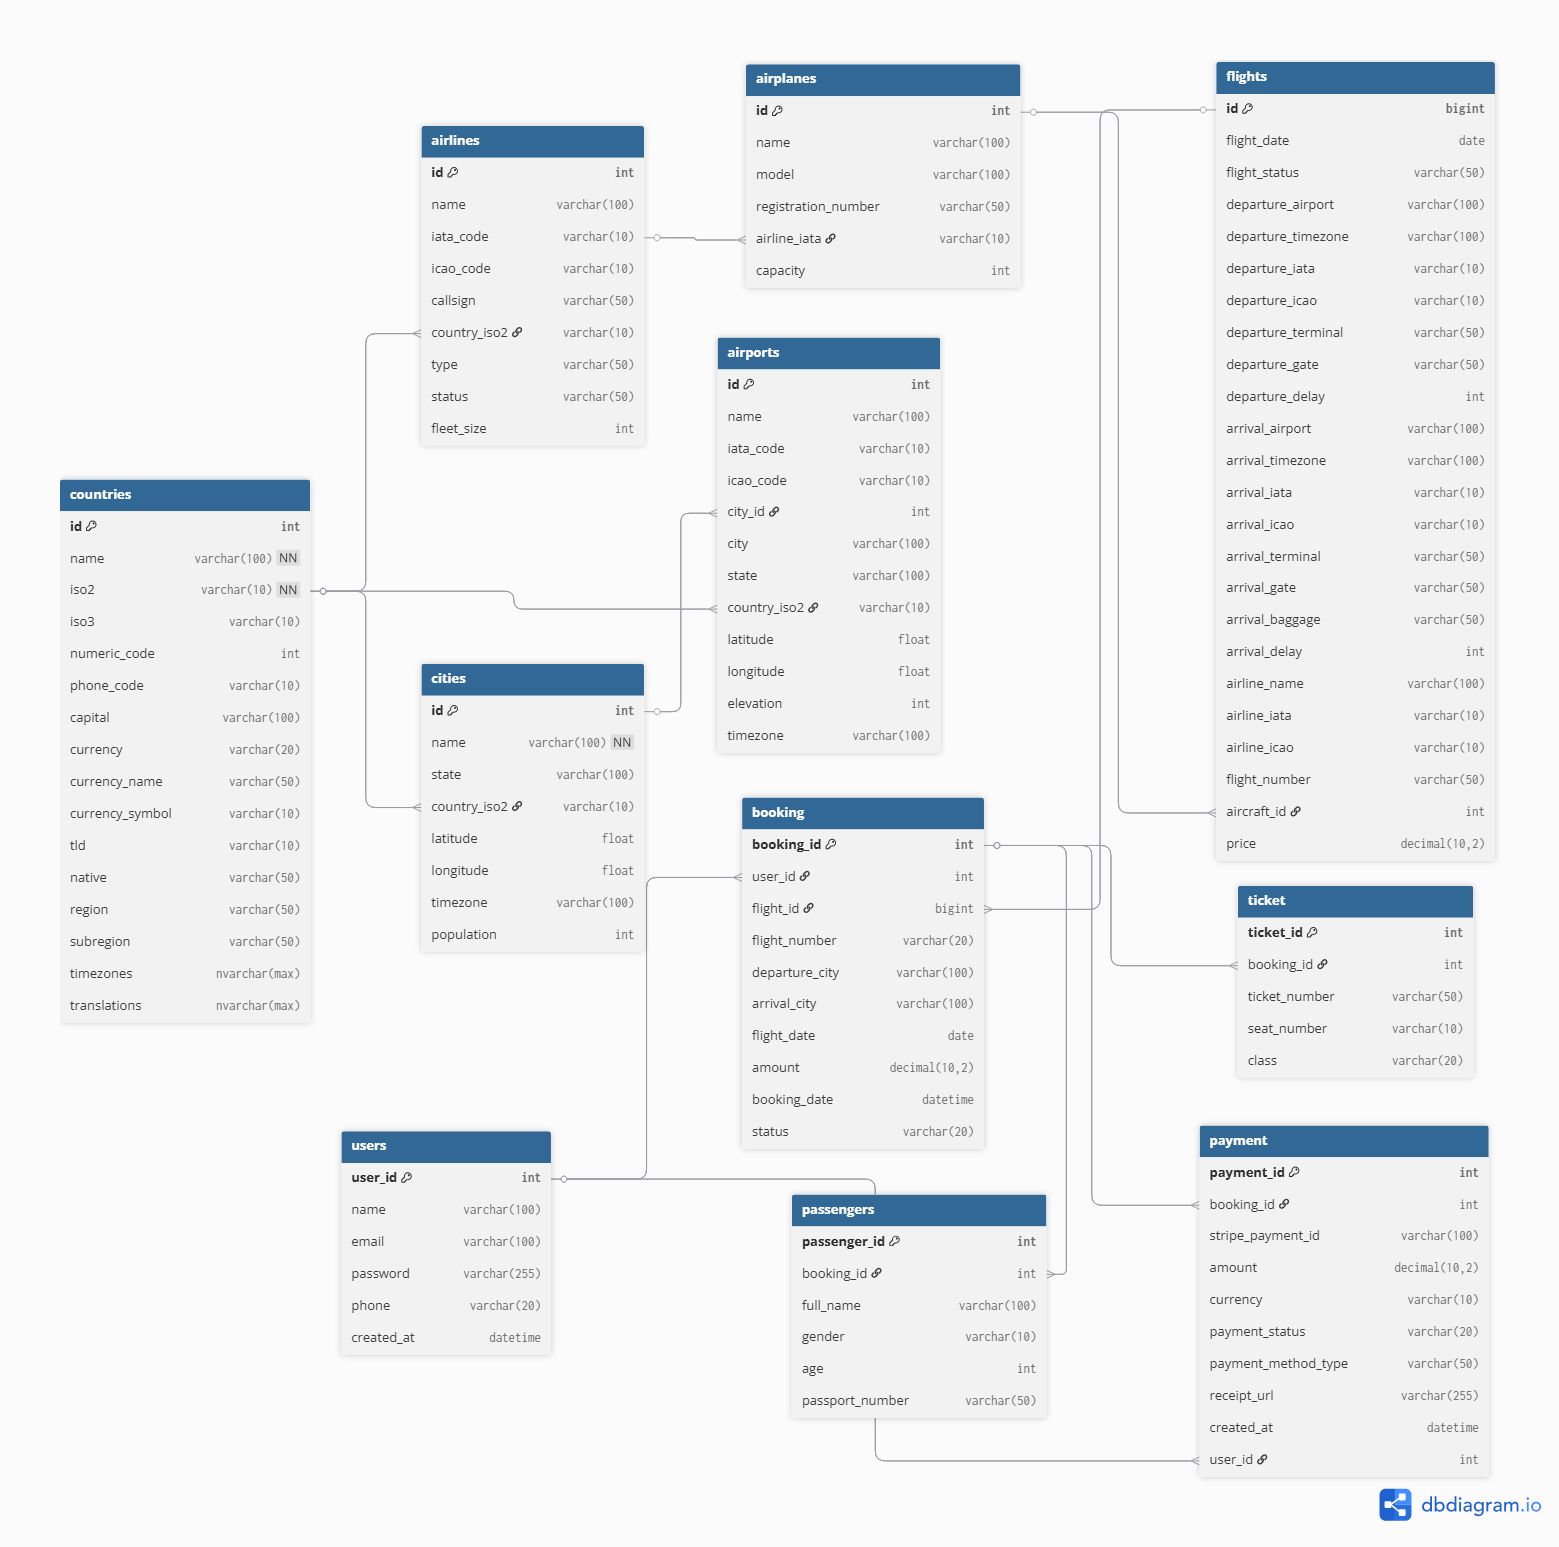 airplanes
id int
name varchar(100)
model varchar(100)
registration_number varchar(50)
airline_iata varchar(10)
capacity int
flights
id bigint
flight_date date
flight_status varchar(50)
departure_airport varchar(100)
departure_timezone varchar(100)
departure_iata varchar(10)
departure_icao varchar(10)
departure_terminal varchar(50)
departure_gate varchar(50)
departure_delay int
arrival_airport varchar(100)
arrival_timezone varchar(100)
arrival_iata varchar(10)
arrival_icao varchar(10)
arrival_terminal varchar(50)
arrival_gate varchar(50)
arrival_baggage varchar(50)
arrival_delay int
airline_name varchar(100)
airline_iata varchar(10)
airline_icao varchar(10)
flight_number varchar(50)
aircraft_id int
price decimal(10,2)
airlines
id int
name varchar(100)
iata_code varchar(10)
icao_code varchar(10)
callsign varchar(50)
country_iso2 varchar(10)
type varchar(50)
status varchar(50)
fleet_size int
airports
id int
name varchar(100)
iata_code varchar(10)
icao_code varchar(10)
city_id int
city varchar(100)
state varchar(100)
country_iso2 varchar(10)
latitude float
longitude float
elevation int
timezone varchar(100)
countries
id int
name varchar(100) NN
iso2 varchar(10) NN
iso3 varchar(10)
numeric_code int
phone_code varchar(10)
capital varchar(100)
currency varchar(20)
currency_name varchar(50)
currency_symbol varchar(10)
tld varchar(10)
native varchar(50)
region varchar(50)
subregion varchar(50)
timezones nvarchar(max)
translations nvarchar(max)
cities
id int
name varchar(100) NN
state varchar(100)
country_iso2 varchar(10)
latitude float
longitude float
timezone varchar(100)
population int
booking
booking_id int
user_id int
flight_id bigint
flight_number varchar(20)
departure_city varchar(100)
arrival_city varchar(100)
flight_date date
amount decimal(10,2)
booking_date datetime
status varchar(20)
ticket
ticket_id int
booking_id int
ticket_number varchar(50)
seat_number varchar(10)
class varchar(20)
users
user_id int
name varchar(100)
email varchar(100)
password varchar(255)
phone varchar(20)
created_at datetime
passengers
passenger_id int
booking_id int
full_name varchar(100)
gender varchar(10)
age int
passport_number varchar(50)
payment
payment_id int
booking_id int
stripe_payment_id varchar(100)
amount decimal(10,2)
currency varchar(10)
payment_status varchar(20)
payment_method_type varchar(50)
receipt_url varchar(255)
created_at datetime
user_id int
dbdiagram.io